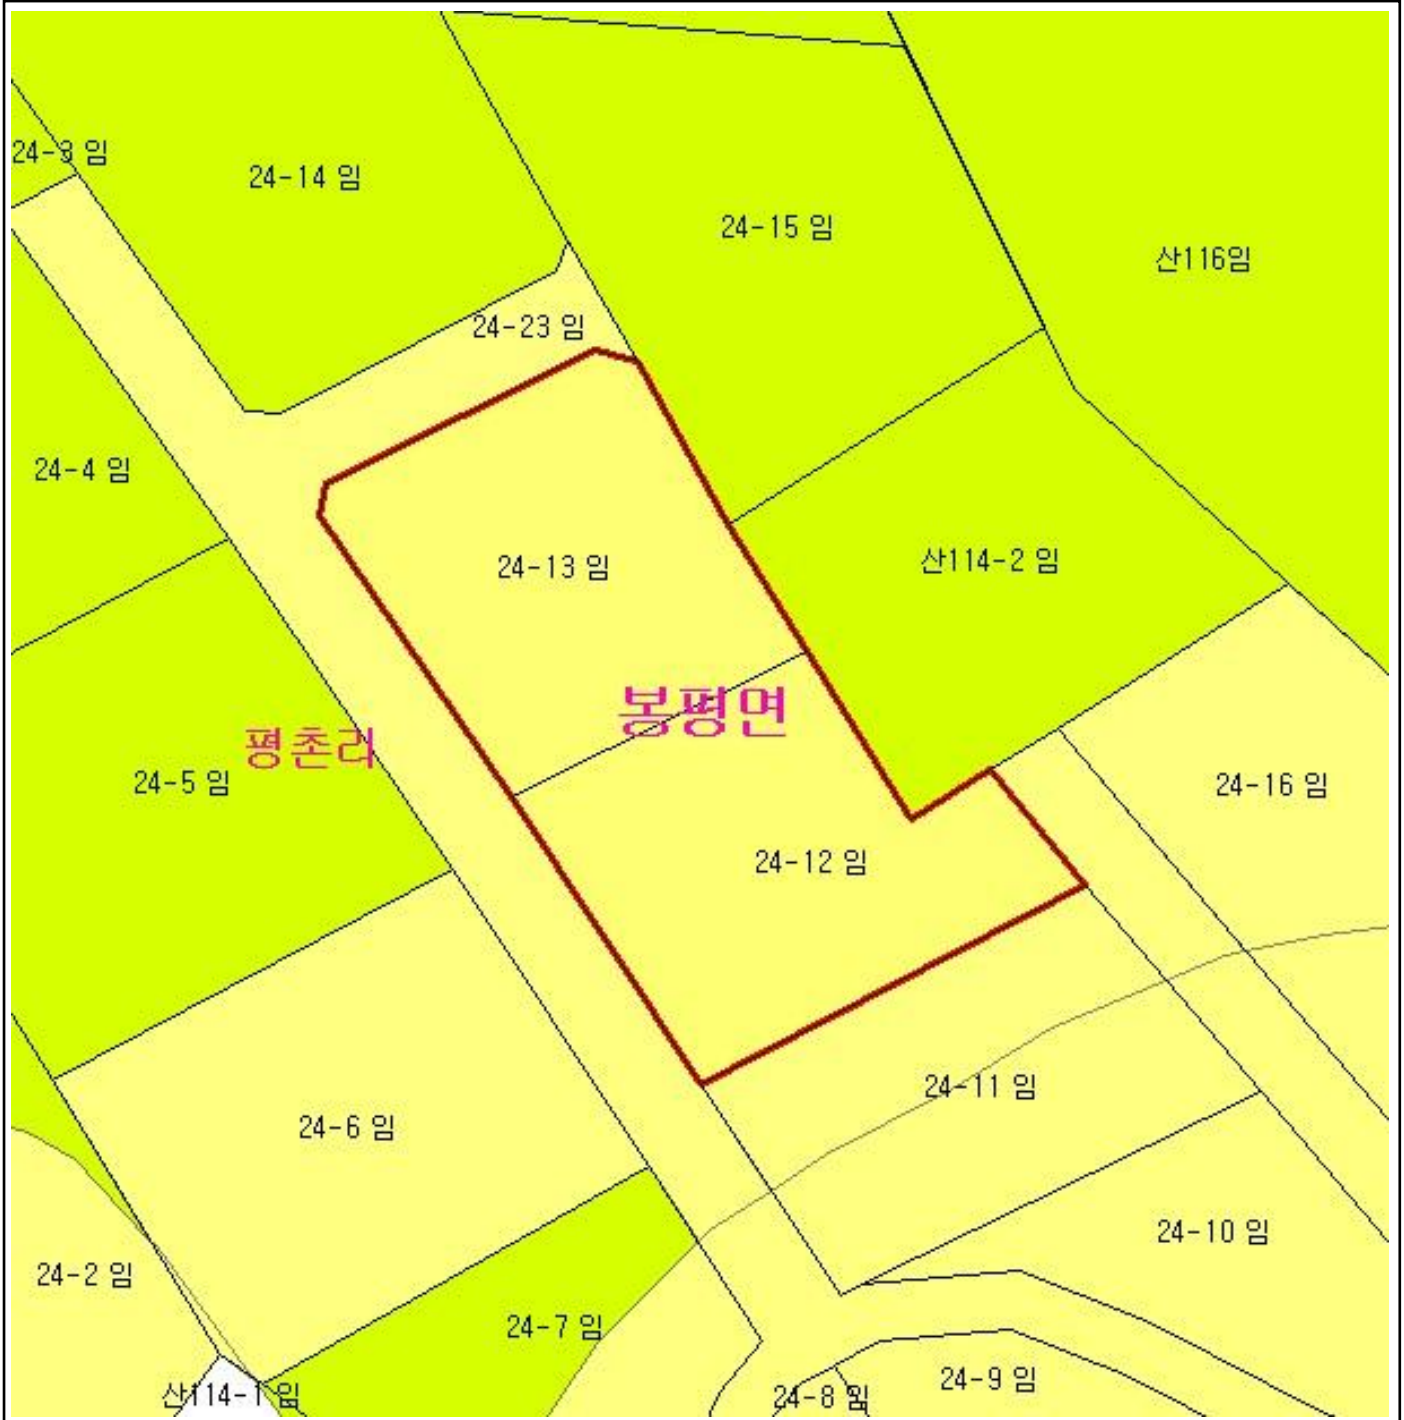 24-3 임
24-14 임
24-15 임
산116임
24-23 임
24-4 임
24-13 임
산114-2 임
봉평면
평촌리
24-5 임
24-16 임
24-12 임
24-11 임
24-6 임
24-10 임
24-2 임
24-7 임
24-9 임
산114-1 임
24-8 임